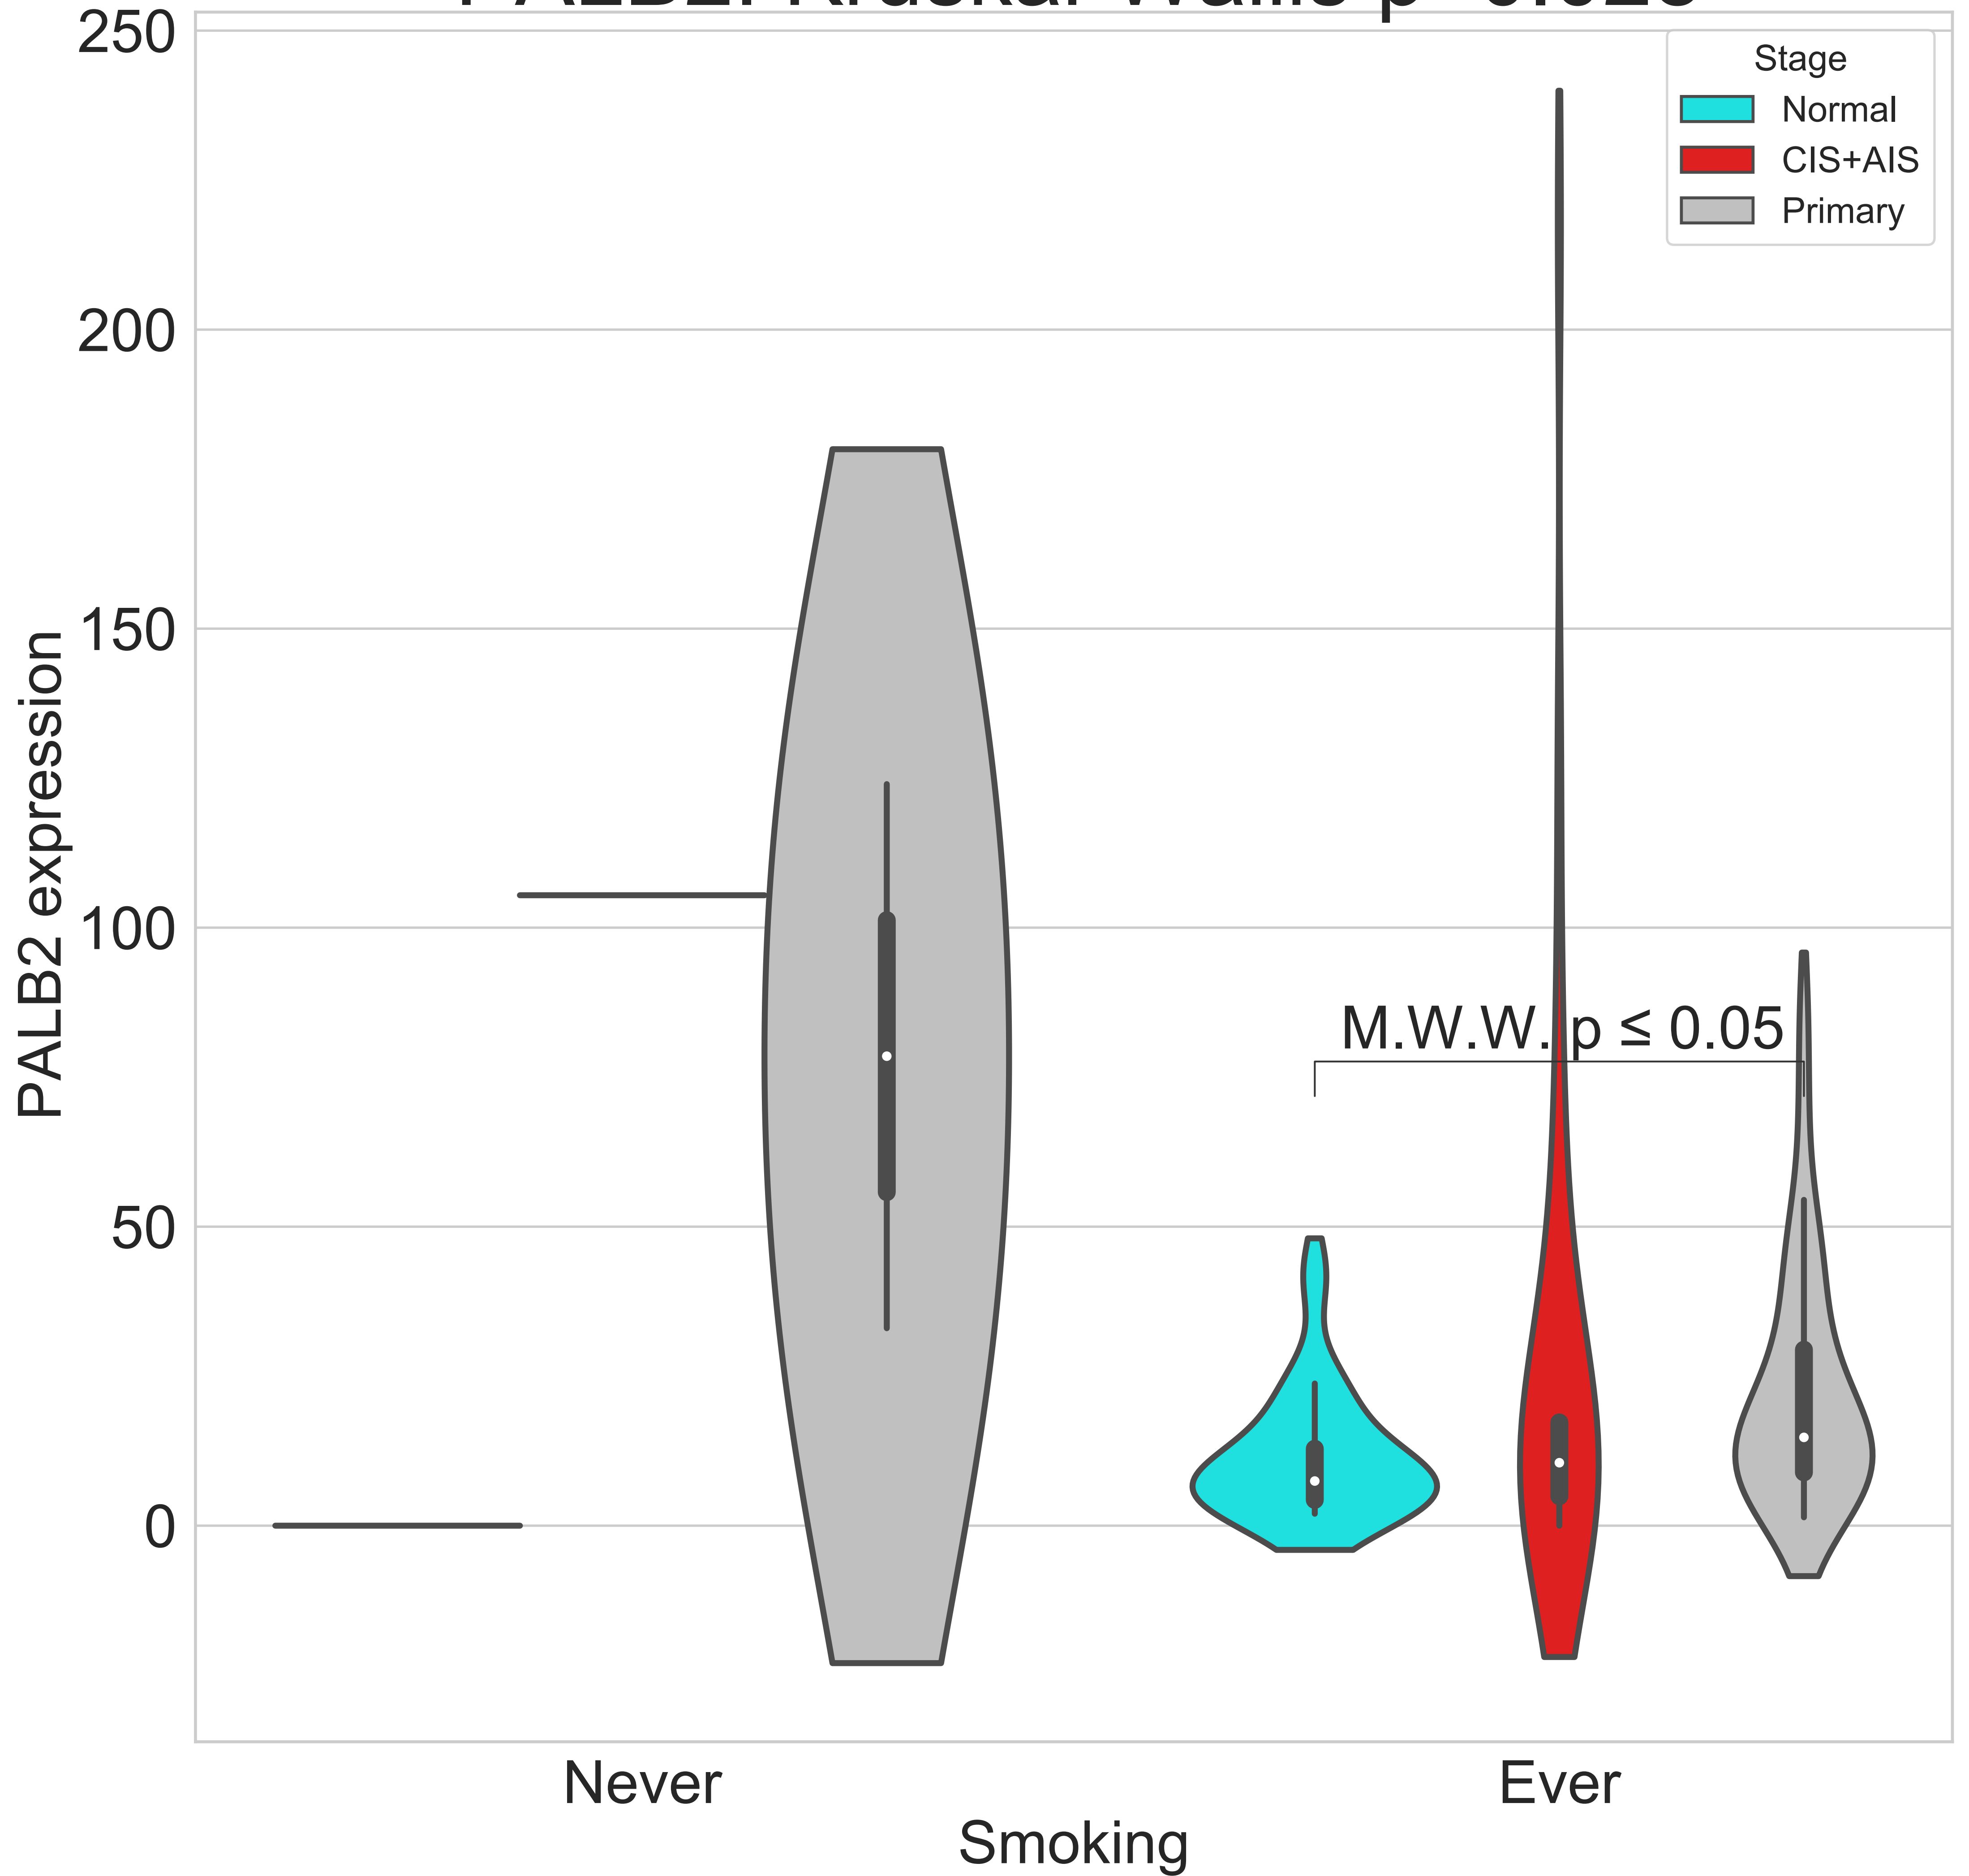 250
Stage
Normal
CIS+AIS
Primary
200
150
100
50
0
PALB2 expression
M.W.W. p ≤ 0.05
Never
Ever
Smoking